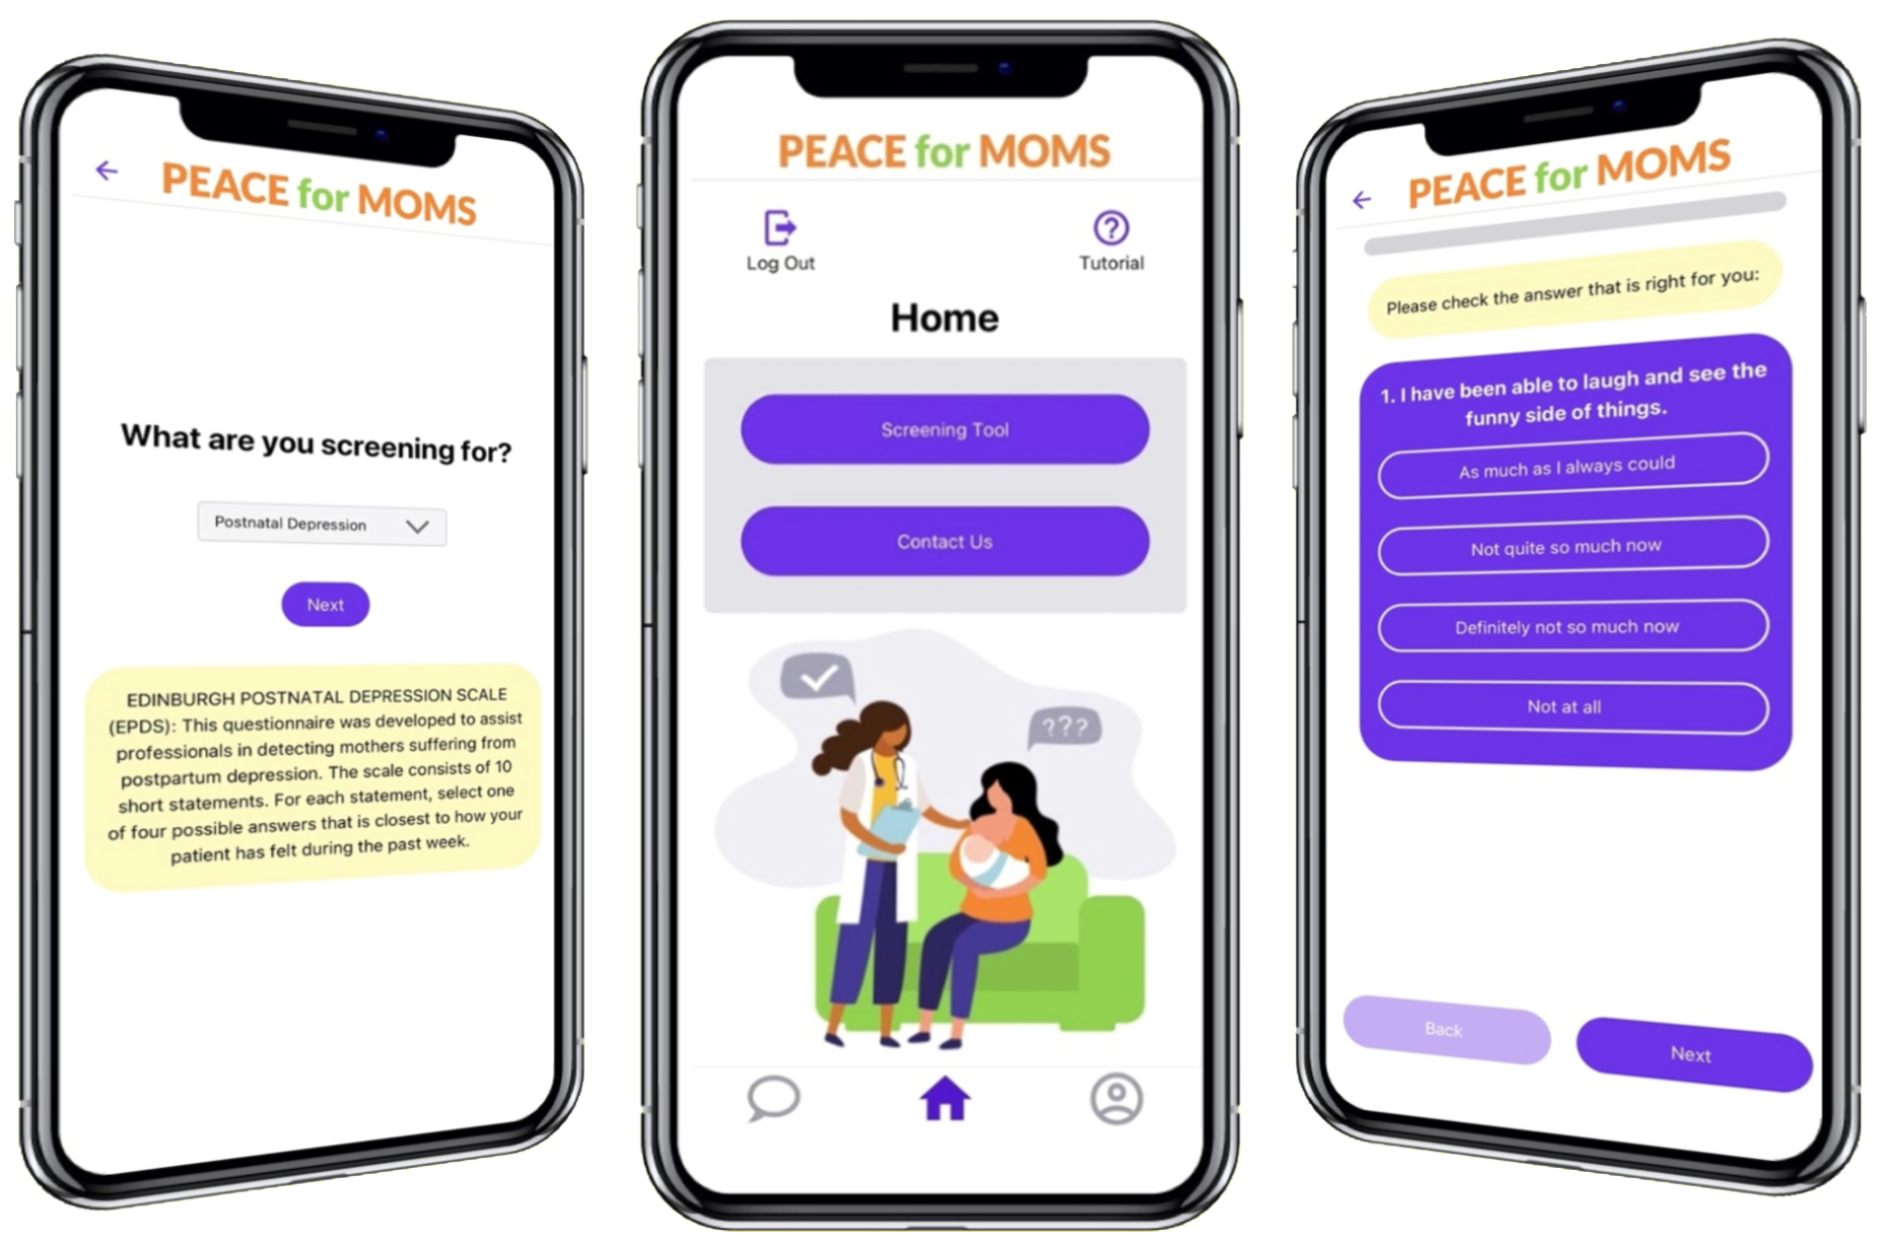 PEACE for MOMS
What are you screening for?
Postnatal Depression
Next
EDINBURGH POSTNATAL DEPRESSION SCALE
(EPDS): This questionnaire was developed to assist
professionals in detecting mothers suffering from
postpartum depression. The scale consists of 10
short statements. For each statement, select one
of four possible answers that is closest to how your
patient has felt during the past week.
PEACE for MOMS
Log Out
Tutorial
Home
Screening Tool
Contact Us
???
PEACE for MOMS
Please check the answer that is right for you:
1. I have been able to laugh and see the
funny side of things.
As much as I always could
Not quite so much now
Definitely not so much now
Not at all
Back
Next